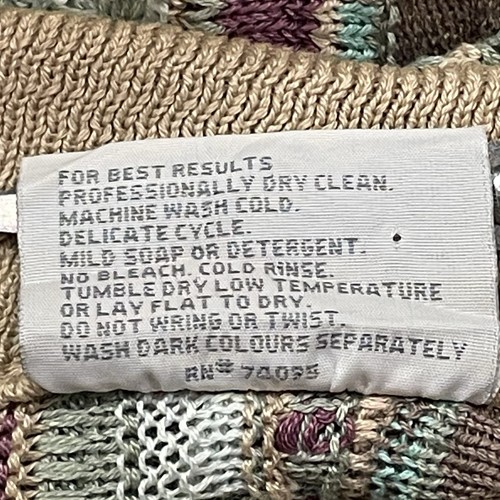 FOR BEST RESULTS
PROFESSIONALLY DRY CLEAN.
MACHINE WASH COLD.
DELICATE CYCLE.
MILD SOAP OR DETERGENT.
NO BLEACH. COLD RINSE.
TUMBLE DRY LOW TEMPERATURE
OR LAY FLAT TO DRY.
DO NOT WRING OR TWIST.
WASH DARK COLOURS SEPARATELY
RN# 74095